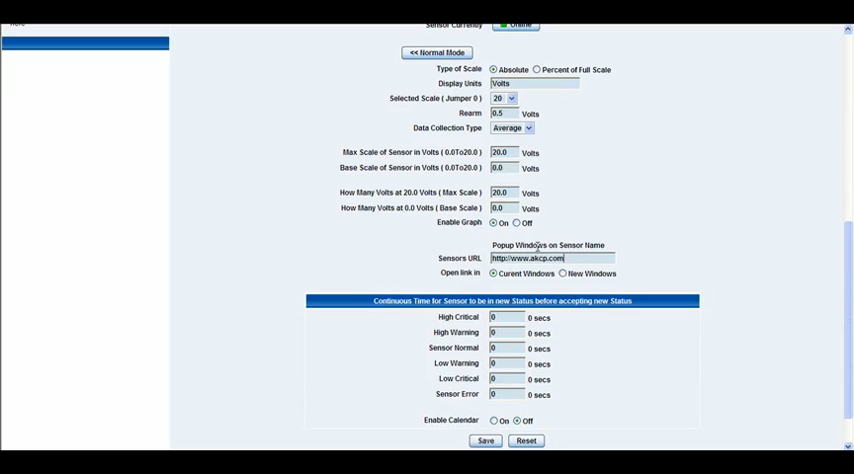 Sensor Currently Online
<< Normal Mode
Type of Scale Absolute Percent of Full Scale
Display Units Volts
Selected Scale ( Jumper 0 ) 20
Rearm 0.5 Volts
Data Collection Type Average
Max Scale of Sensor in Volts ( 0.0To20.0 ) 20.0 Volts
Base Scale of Sensor in Volts ( 0.0To20.0 ) 0.0 Volts
How Many Volts at 20.0 Volts ( Max Scale ) 20.0 Volts
How Many Volts at 0.0 Volts ( Base Scale ) 0.0 Volts
Enable Graph On Off
Popup Windows on Sensor Name
Sensors URL http://www.akcp.com
Open link in Curent Windows New Windows
Continuous Time for Sensor to be in new Status before accepting new Status
High Critical 0 0 secs
High Warning 0 0 secs
Sensor Normal 0 0 secs
Low Warning 0 0 secs
Low Critical 0 0 secs
Sensor Error 0 0 secs
Enable Calendar On Off
Save Reset